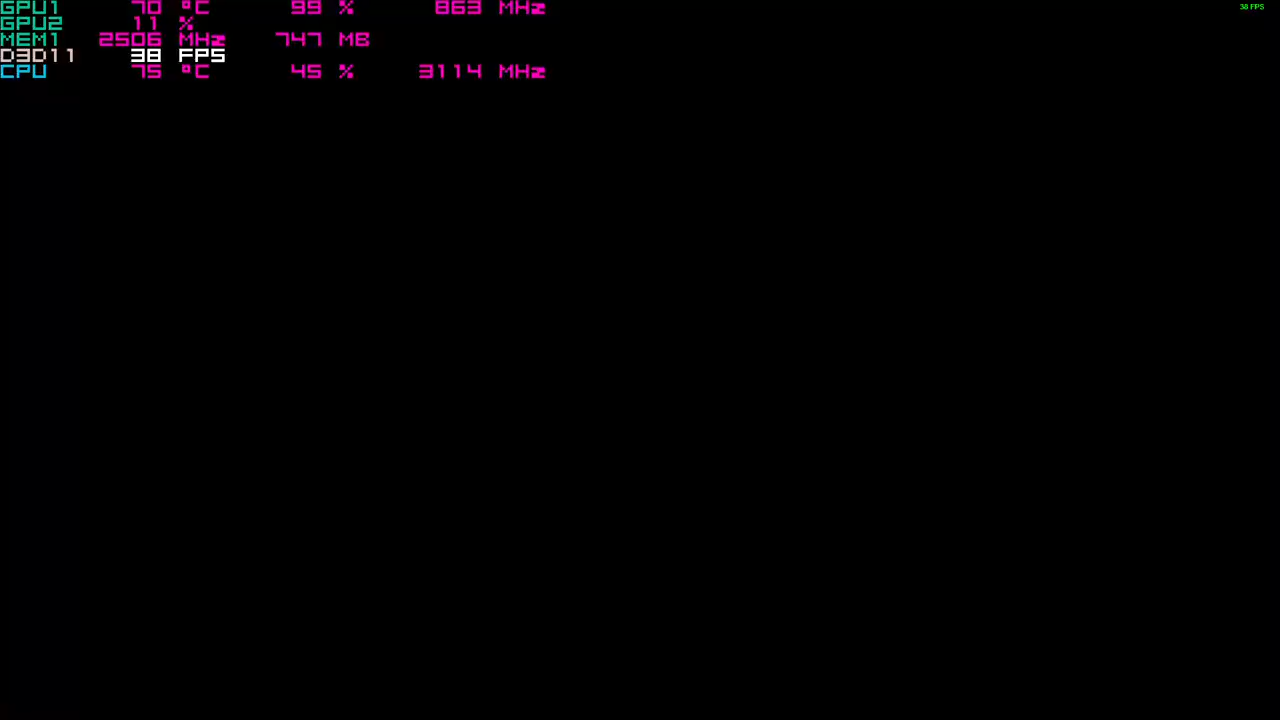 GPU1 70 °C 99 % 863 MHz
GPU2 11 %
MEM1 2506 MHz 747 MB
D3D11 38 FPS
CPU 75 °C 45 % 3114 MHz
38 FPS